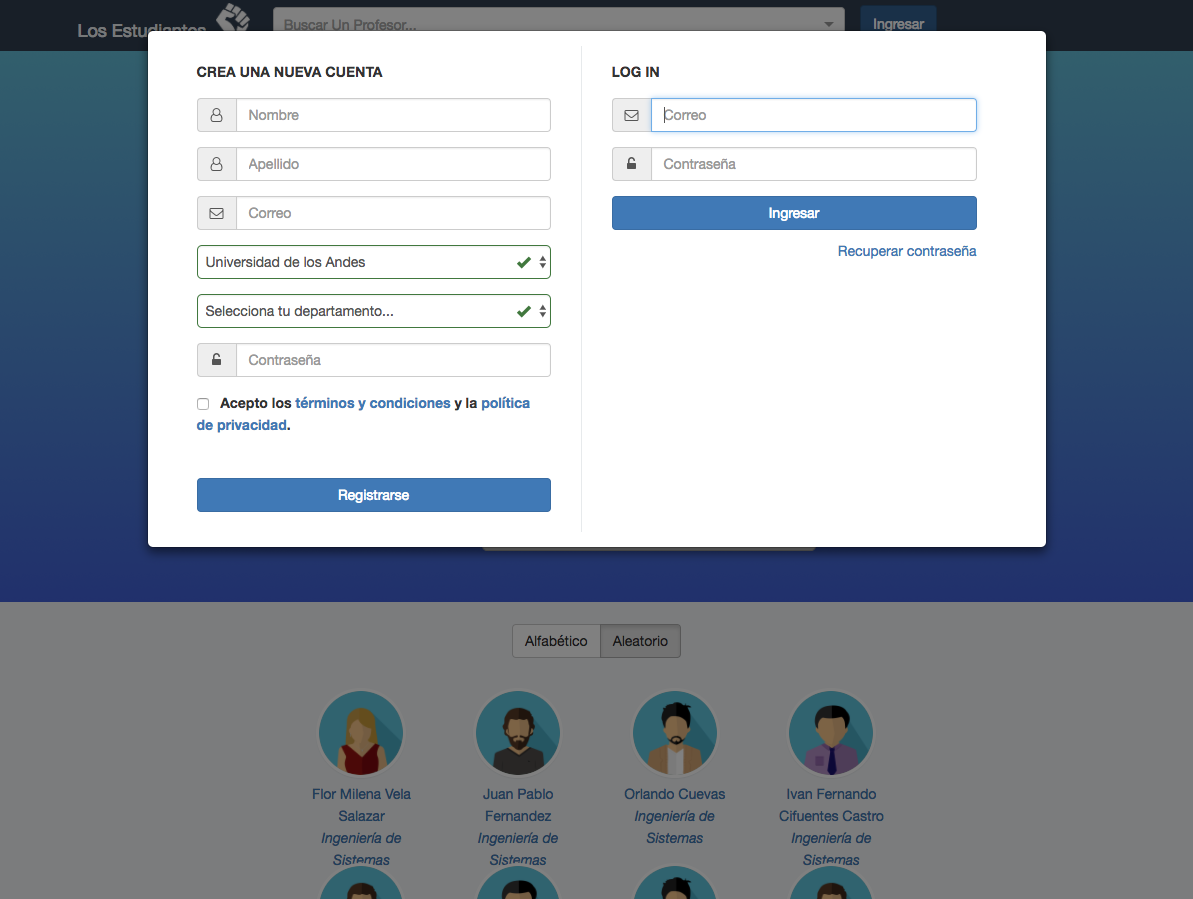 Los Estudiantes
Buscar Un Profesor...
Ingresar
CREA UNA NUEVA CUENTA
Nombre
Apellido
Correo
Universidad de los Andes
Selecciona tu departamento...
Contraseña
Acepto los términos y condiciones y la política
de privacidad.
Registrarse
LOG IN
Correo
Contraseña
Ingresar
Recuperar contraseña
Alfabético
Aleatorio
Flor Milena Vela
Salazar
Ingeniería de
Sistemas
Juan Pablo
Fernandez
Ingeniería de
Sistemas
Orlando Cuevas
Ingeniería de
Sistemas
Ivan Fernando
Cifuentes Castro
Ingeniería de
Sistemas